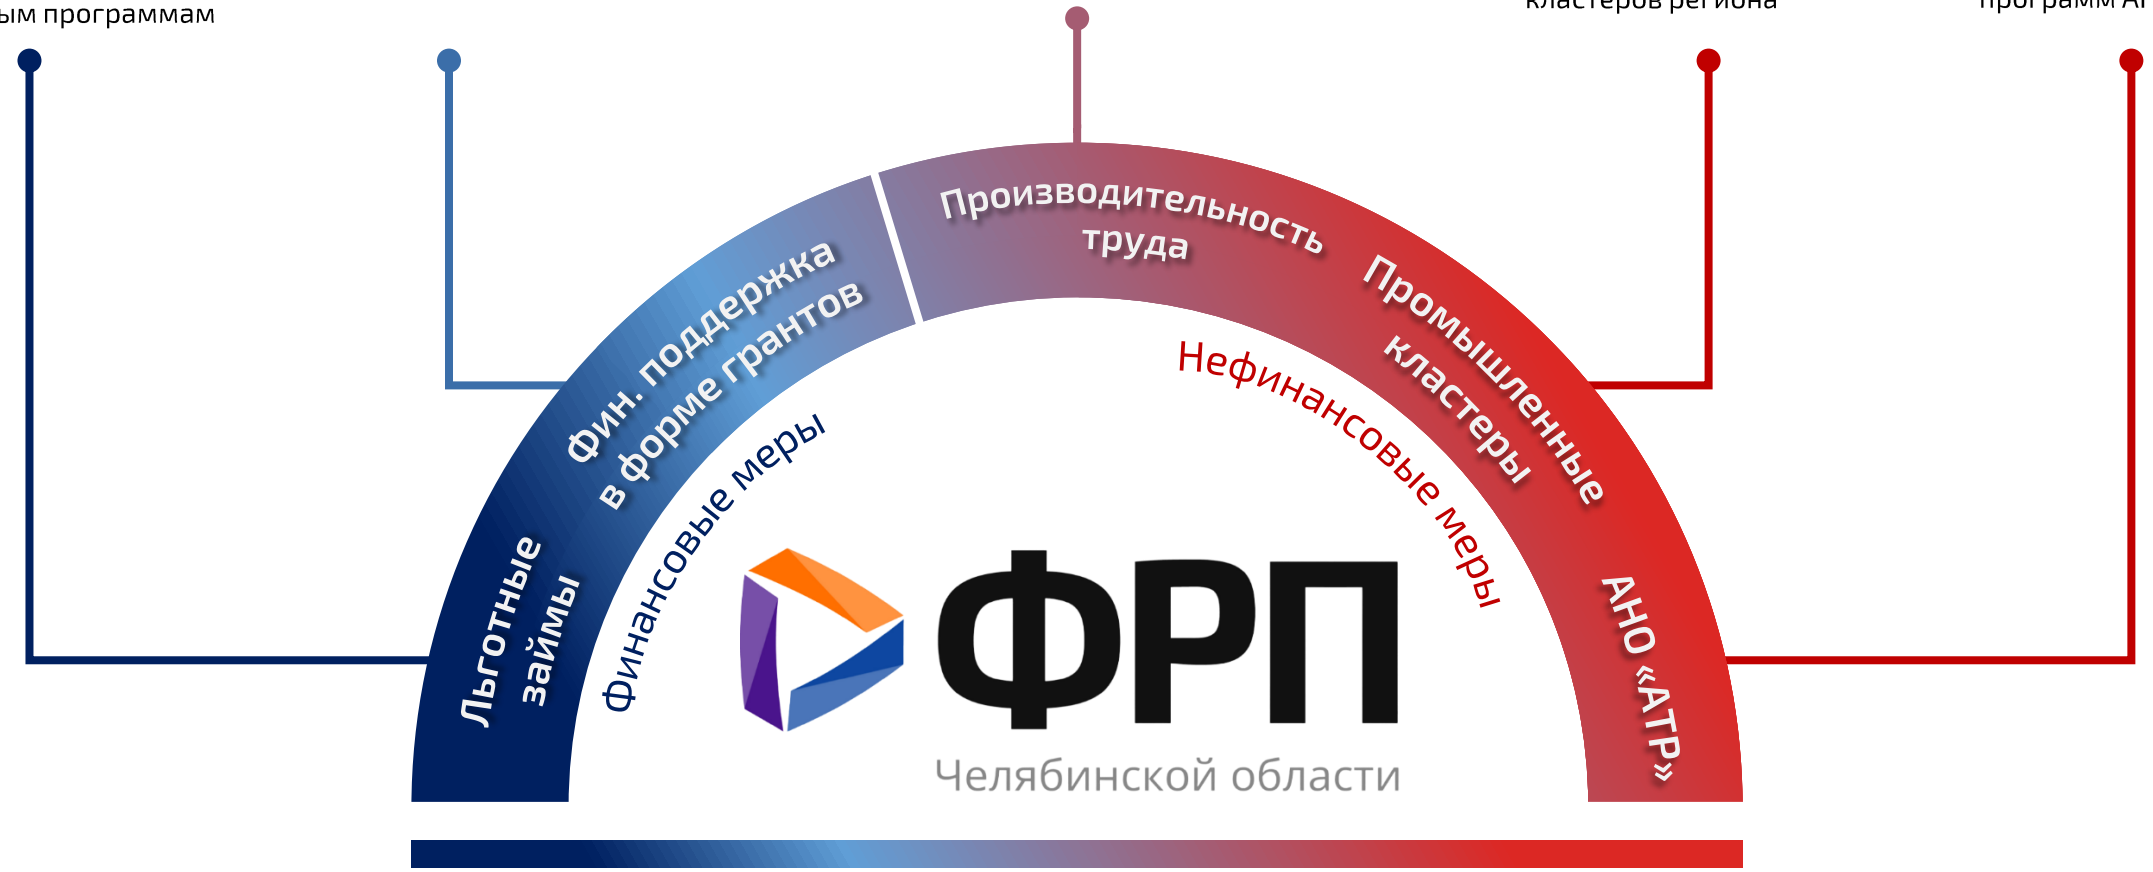 программам
кластеров региона
программ
Льготные
займы
Фин. поддержка
в форме грантов
Производительность
труда
Промышленные
кластеры
АНО «АТР»
Финансовые меры
Нефинансовые меры
ФРП
Челябинской области